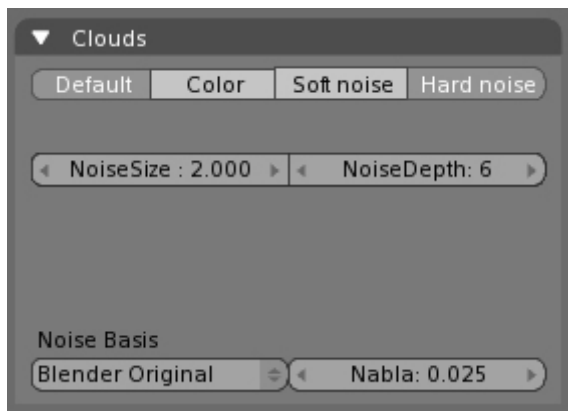 Clouds
Default Color Soft noise Hard noise
NoiseSize : 2.000 NoiseDepth: 6
Noise Basis
Blender Original Nabla: 0.025